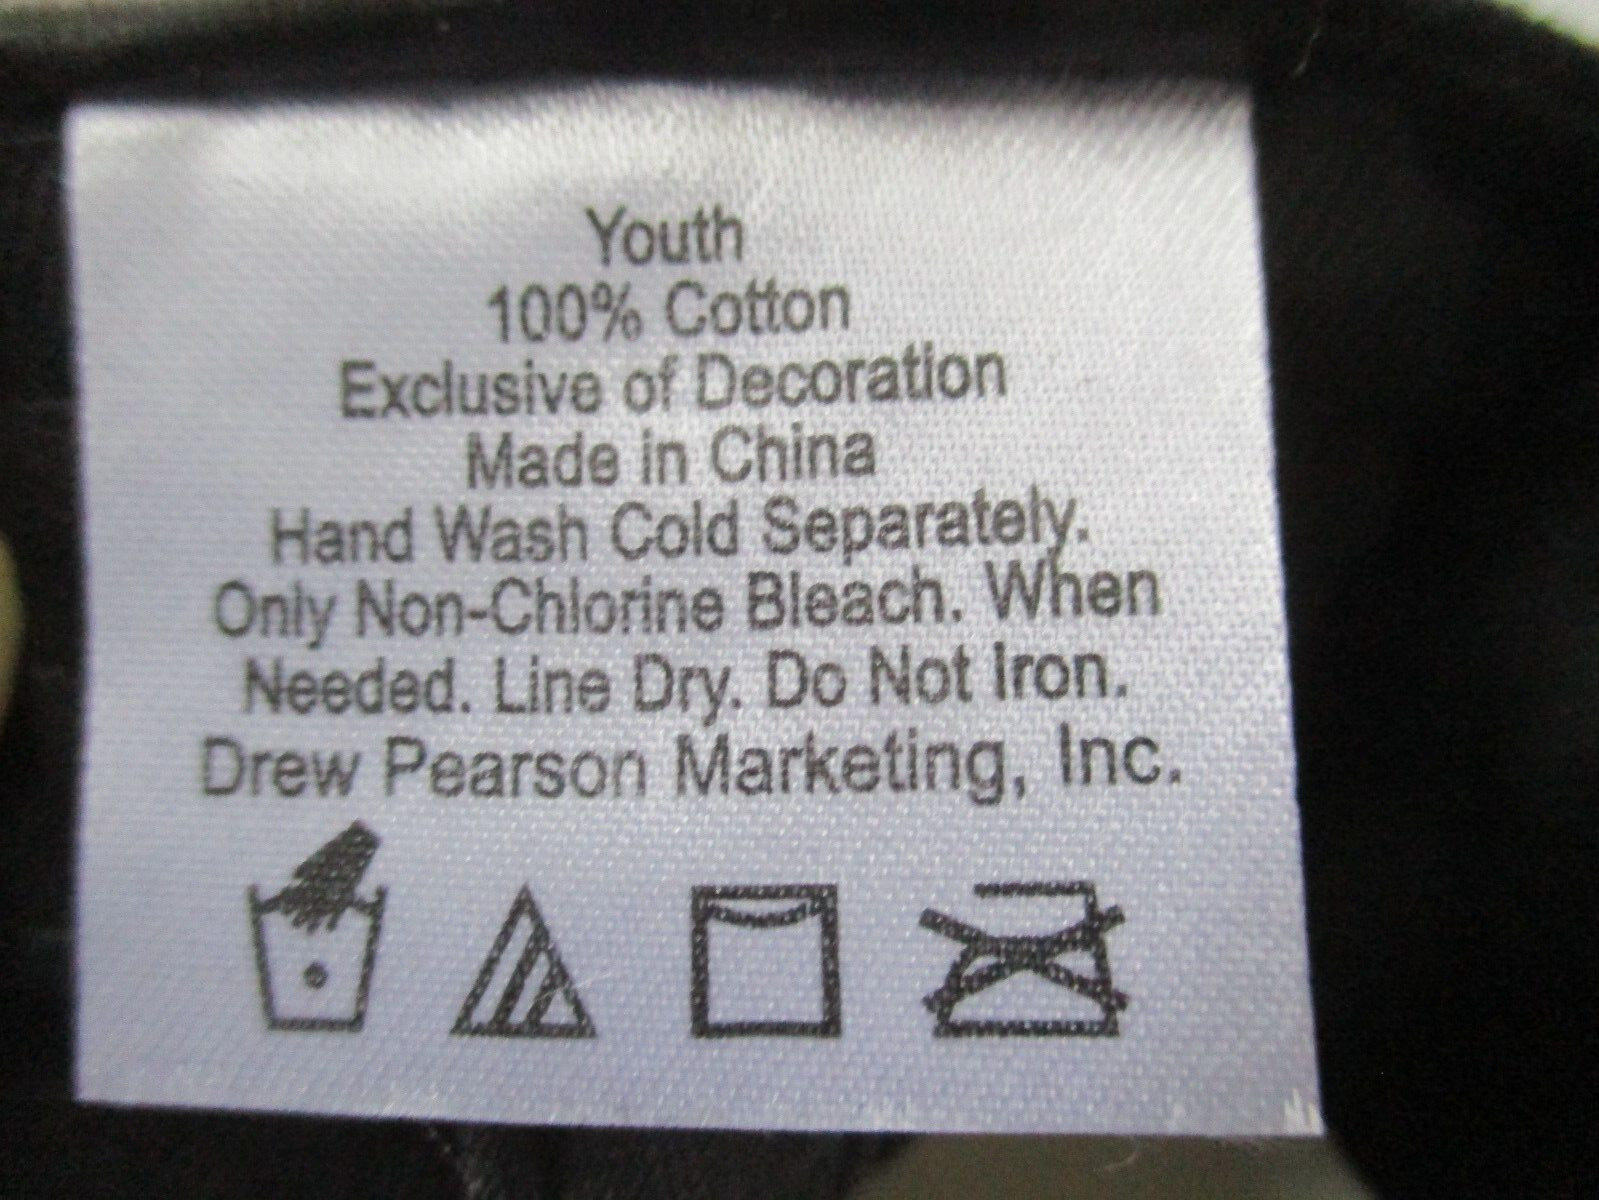 Youth
100% Cotton
Exclusive of Decoration
Made in China
Hand Wash Cold Separately.
Only Non-Chlorine Bleach. When
Needed. Line Dry. Do Not Iron.
Drew Pearson Marketing, Inc.